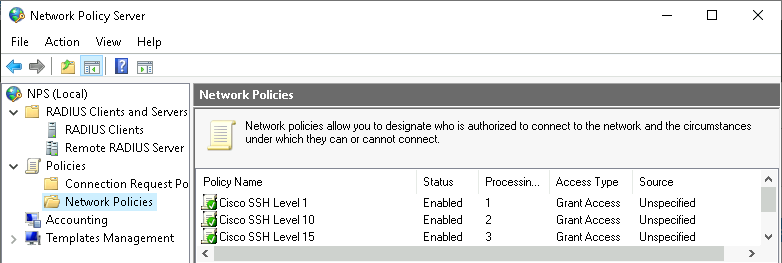 Network Policy Server
File Action View Help
NPS (Local)
RADIUS Clients and Servers
RADIUS Clients
Remote RADIUS Server
Policies
Connection Request Po
Network Policies
Accounting
Templates Management
Network Policies
Network policies allow you to designate who is authorized to connect to the network and the circumstances
under which they can or cannot connect.
Policy Name Status Processin... Access Type Source
Cisco SSH Level 1 Enabled 1 Grant Access Unspecified
Cisco SSH Level 10 Enabled 2 Grant Access Unspecified
Cisco SSH Level 15 Enabled 3 Grant Access Unspecified